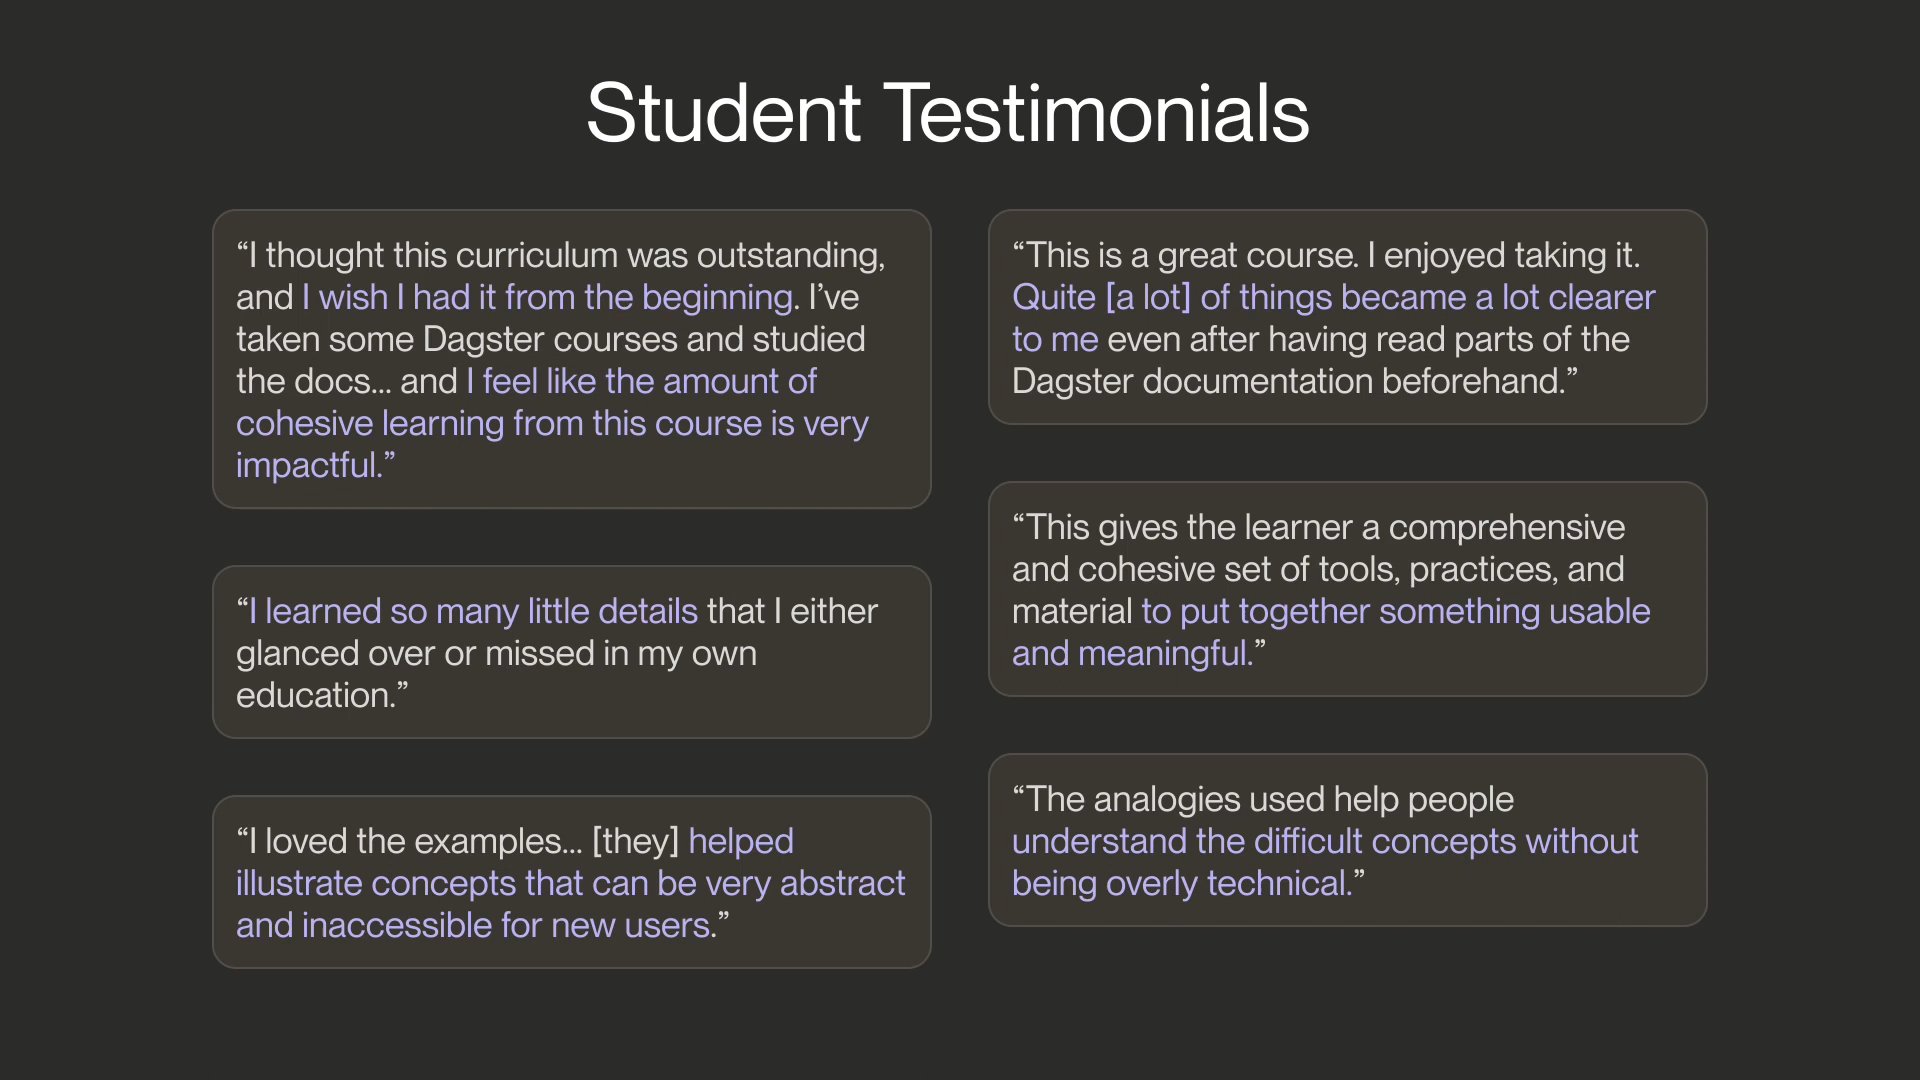 Student Testimonials
“I thought this curriculum was outstanding,
and I wish I had it from the beginning. I’ve
taken some Dagster courses and studied
the docs... and I feel like the amount of
cohesive learning from this course is very
impactful.”
“I learned so many little details that I either
glanced over or missed in my own
education.”
“I loved the examples... [they] helped
illustrate concepts that can be very abstract
and inaccessible for new users.”
“This is a great course. I enjoyed taking it.
Quite [a lot] of things became a lot clearer
to me even after having read parts of the
Dagster documentation beforehand.”
“This gives the learner a comprehensive
and cohesive set of tools, practices, and
material to put together something usable
and meaningful.”
“The analogies used help people
understand the difficult concepts without
being overly technical.”